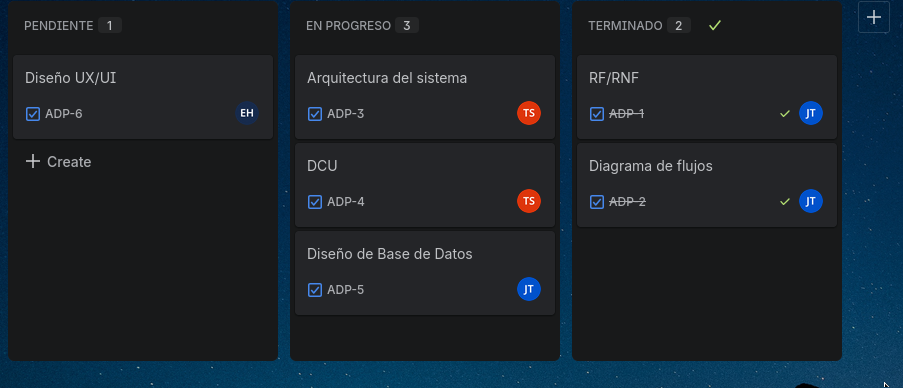 PENDIENTE 1
Diseño UX/UI
ADP-6 EH
Create
EN PROGRESO 3
Arquitectura del sistema
ADP-3 TS
DCU
ADP-4 TS
Diseño de Base de Datos
ADP-5 JT
TERMINADO 2
RF/RNF
ADP-1 JT
Diagrama de flujos
ADP-2 JT